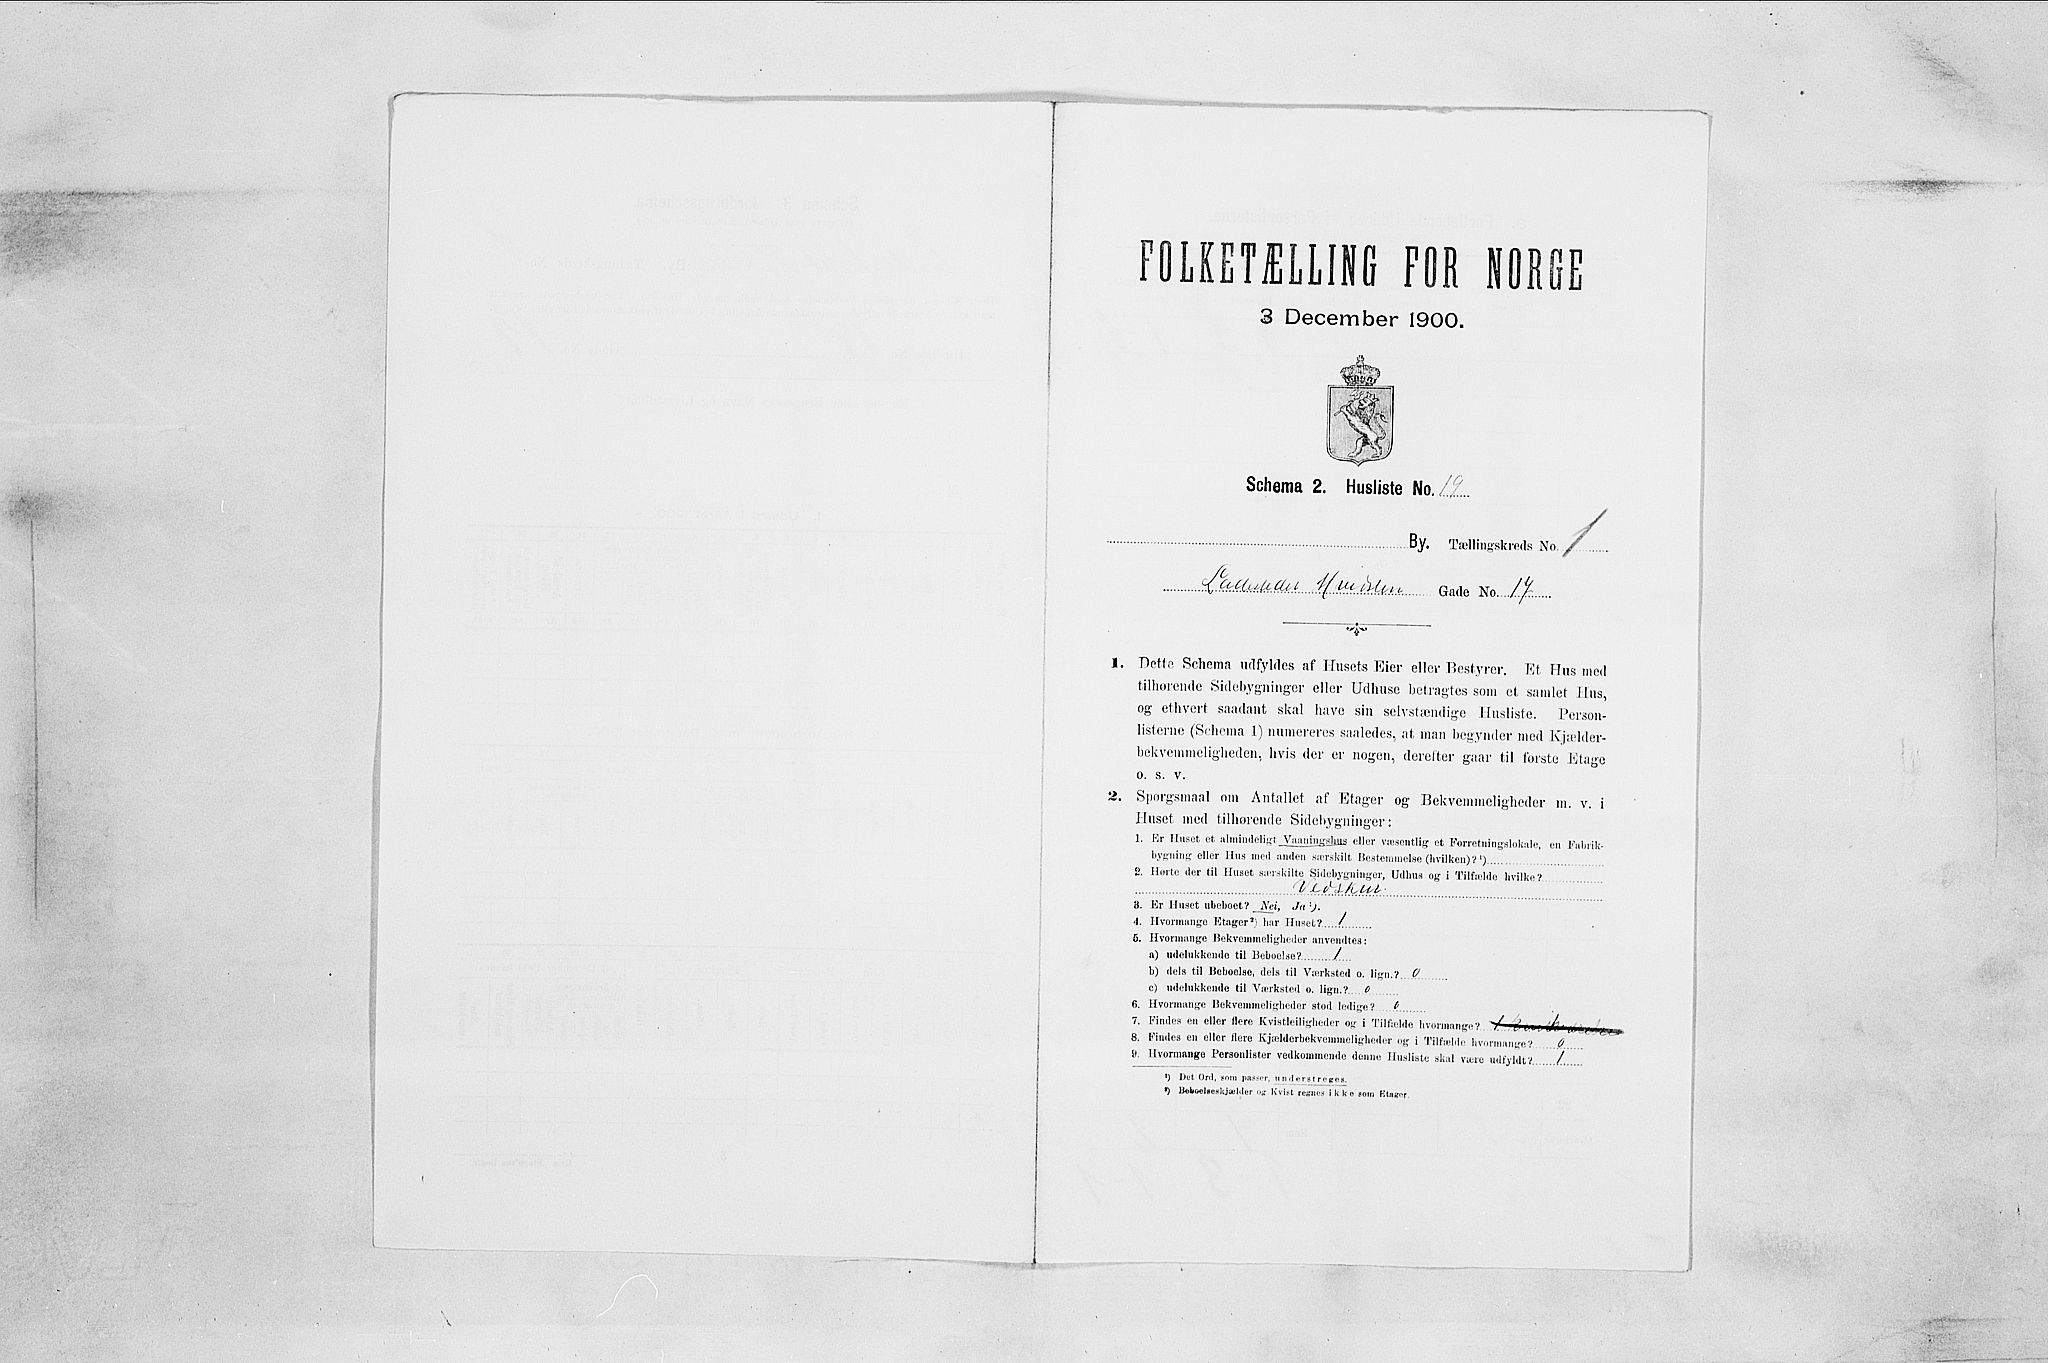 FOLKETÆLLING FOR NORGE
3 December 1900.
Schema 2. Husliste No. 19
By. Tællingskreds No. 1
Gade No. 17
1. Dette Schema udfyldes af Husets Eier eller Bestyrer. Et Hus med
tilhørende Sidebygninger eller Udhuse betragtes som et samlet Hus,
og ethvert saadant skal have sin selvstændige Husliste. Person-
listerne (Schema 1) numereres saaledes, at man begynder med Kjælder-
bekvemmeligheden, hvis der er nogen, derefter gaar til første Etage
o. s. v.
2. Spørgsmaal om Antallet af Etager og Bekvemmeligheder m. v. i
Huset med tilhørende Sidebygninger:
1. Er Huset et almindeligt Vaaningshus eller væsentlig et Forretningslokale, en Fabrik-
bygning eller Hus med anden særskilt Bestemmelse (hvilken)?¹)
2. Hørte der til Huset særskilte Sidebygninger, Udhus og i Tilfælde hvilke?
Vedskur.
3. Er Huset ubeboet? Nei, Ja¹).
4. Hvormange Etager²) har Huset? 1
5. Hvormange Bekvemmeligheder anvendtes:
a) udelukkende til Beboelse? 1
b) dels til Beboelse, dels til Værksted o. lign.? 0
c) udelukkende til Værksted o. lign.? 0
6. Hvormange Bekvemmeligheder stod ledige? 0
7. Findes en eller flere Kvistleiligheder og i Tilfælde hvormange? 1
8. Findes en eller flere Kjælderbekvemmeligheder og i Tilfælde hvormange? 0
9. Hvormange Personlister vedkommende denne Husliste skal være udfyldt? 1
¹) Det Ord, som passer, understreges.
²) Beboelseskjælder og Kvist regnes ikke som Etager.